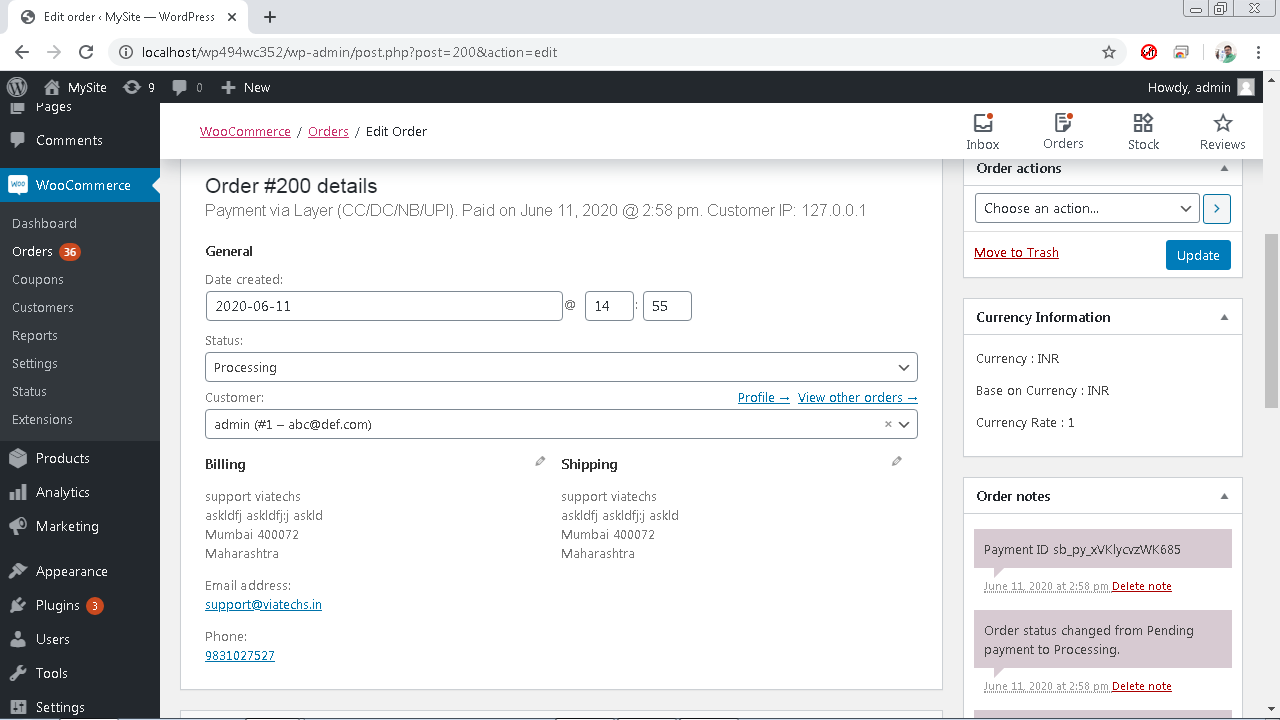 Edit order ‹ MySite — WordPress
localhost/wp494wc352/wp-admin/post.php?post=200&action=edit
MySite 9 0 New Howdy, admin
Pages
Comments
WooCommerce
Dashboard
Orders 36
Coupons
Customers
Reports
Settings
Status
Extensions
Products
Analytics
Marketing
Appearance
Plugins 3
Users
Tools
Settings
WooCommerce / Orders / Edit Order
Inbox
Orders
Stock
Reviews
Order #200 details
Payment via Layer (CC/DC/NB/UPI). Paid on June 11, 2020 @ 2:58 pm. Customer IP: 127.0.0.1
General
Date created:
2020-06-11 @ 14 : 55
Status:
Processing
Customer: Profile → View other orders →
admin (#1 – abc@def.com) ×
Billing
support viatechs
askldfj askldfj;j askld
Mumbai 400072
Maharashtra
Email address:
support@viatechs.in
Phone:
9831027527
Shipping
support viatechs
askldfj askldfj;j askld
Mumbai 400072
Maharashtra
Order actions
Choose an action...
Move to Trash Update
Currency Information
Currency : INR
Base on Currency : INR
Currency Rate : 1
Order notes
Payment ID sb_py_xVKlycvzWK685
June 11, 2020 at 2:58 pm Delete note
Order status changed from Pending
payment to Processing.
June 11, 2020 at 2:58 pm Delete note